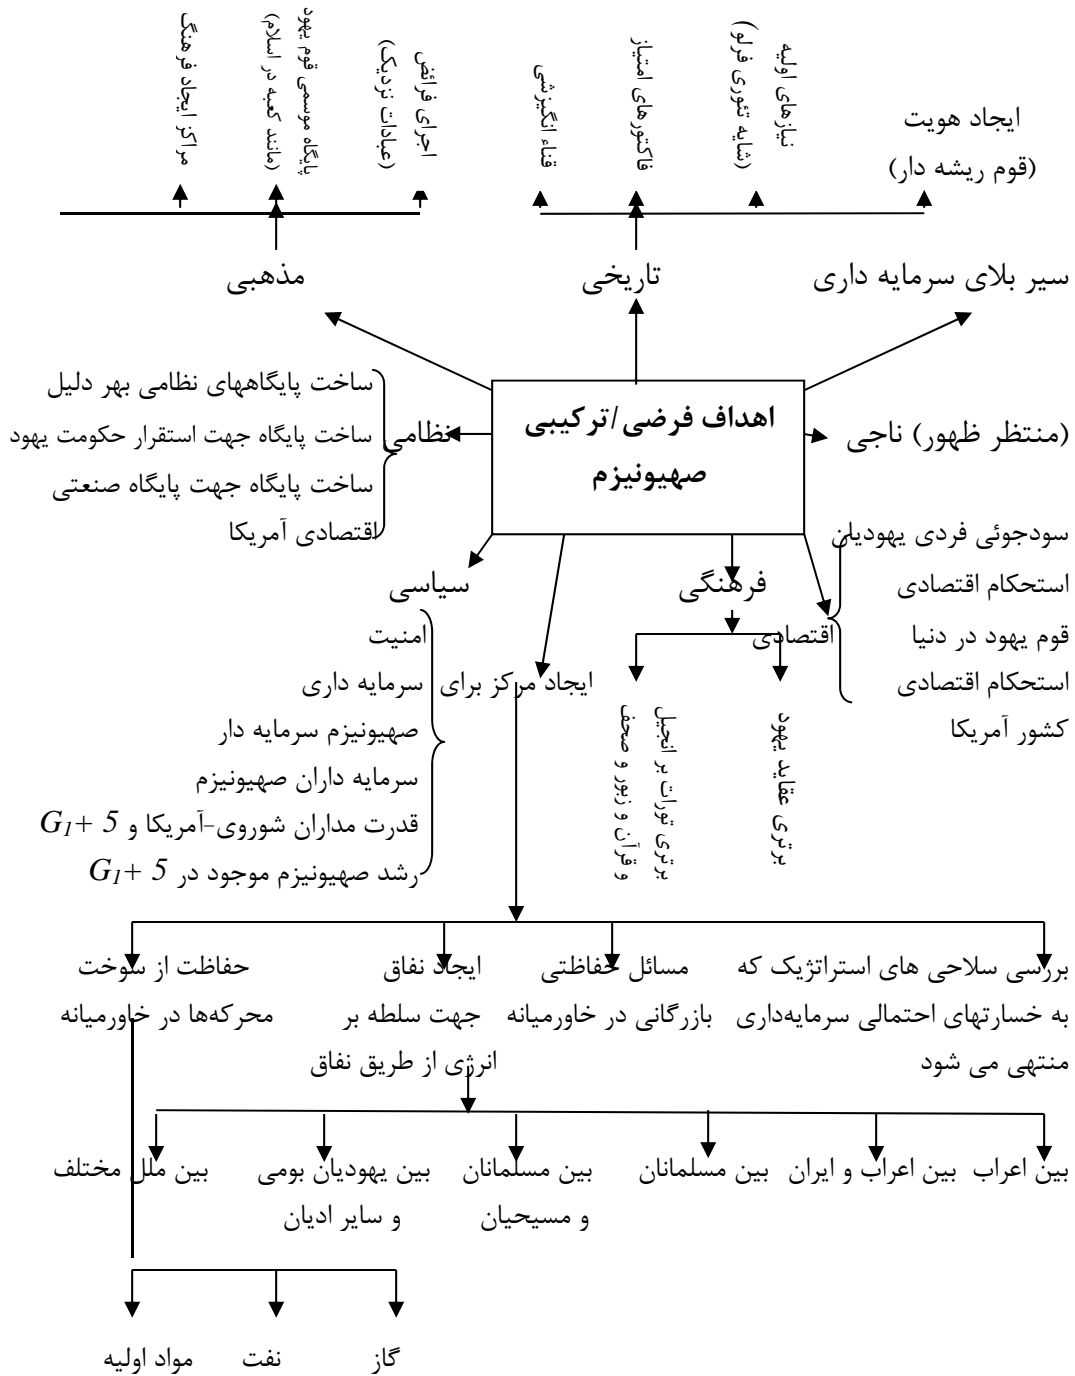 ایجاد هویت
(قوم ریشه دار)
نیازهای اولیه
(شایه تئوری فرلو)
فاکتورهای امتیاز
قناء انگیزشی
اجرای فرائض
(عبادات نزدیک)
پایگاه موسمی قوم یهود
(مانند کعبه در اسلام)
مراکز ایجاد فرهنگ
سیر بلای سرمایه داری
تاریخی
مذهبی
اهداف فرضی/ترکیبی
صهیونیزم
(منتظر ظهور) ناجی
نظامی
ساخت پایگاههای نظامی بهر دلیل
ساخت پایگاه جهت استقرار حکومت یهود
ساخت پایگاه جهت پایگاه صنعتی
اقتصادی آمریکا
اقتصادی
سودجوئی فردی یهودیان
استحکام اقتصادی
قوم یهود در دنیا
استحکام اقتصادی
کشور آمریکا
فرهنگی
برتری عقاید یهود
برتری تورات بر انجیل
و قرآن و زبور و صحف
سیاسی
ایجاد مرکز برای
امنیت
سرمایه داری
صهیونیزم سرمایه دار
سرمایه داران صهیونیزم
قدرت مداران شوروی-آمریکا و G1+ 5
رشد صهیونیزم موجود در G1+ 5
بررسی سلاحی های استراتژیک که
به خسارتهای احتمالی سرمایه‌داری
منتهی می شود
مسائل حفاظتی
بازرگانی در خاورمیانه
ایجاد نفاق
جهت سلطه بر
انرژی از طریق نفاق
حفاظت از سوخت
محرکه‌ها در خاورمیانه
بین اعراب
بین اعراب و ایران
بین مسلمانان
بین مسلمانان
و مسیحیان
بین یهودیان بومی
و سایر ادیان
بین ملل مختلف
گاز
نفت
مواد اولیه